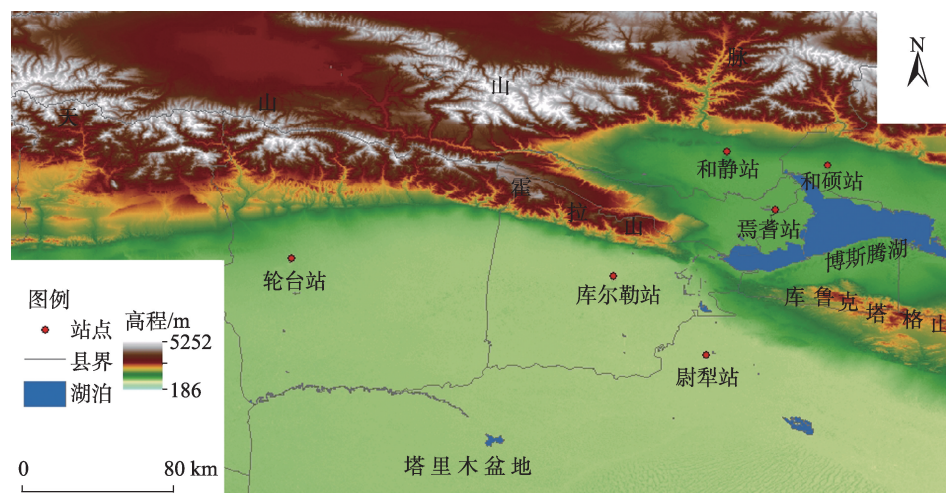 N
天
山
山
脉
和静站
和硕站
霍
拉
山
焉耆站
博斯腾湖
轮台站
库尔勒站
库鲁克塔格山
尉犁站
塔里木盆地
图例
站点
县界
湖泊
高程/m
5252
186
0 80 km